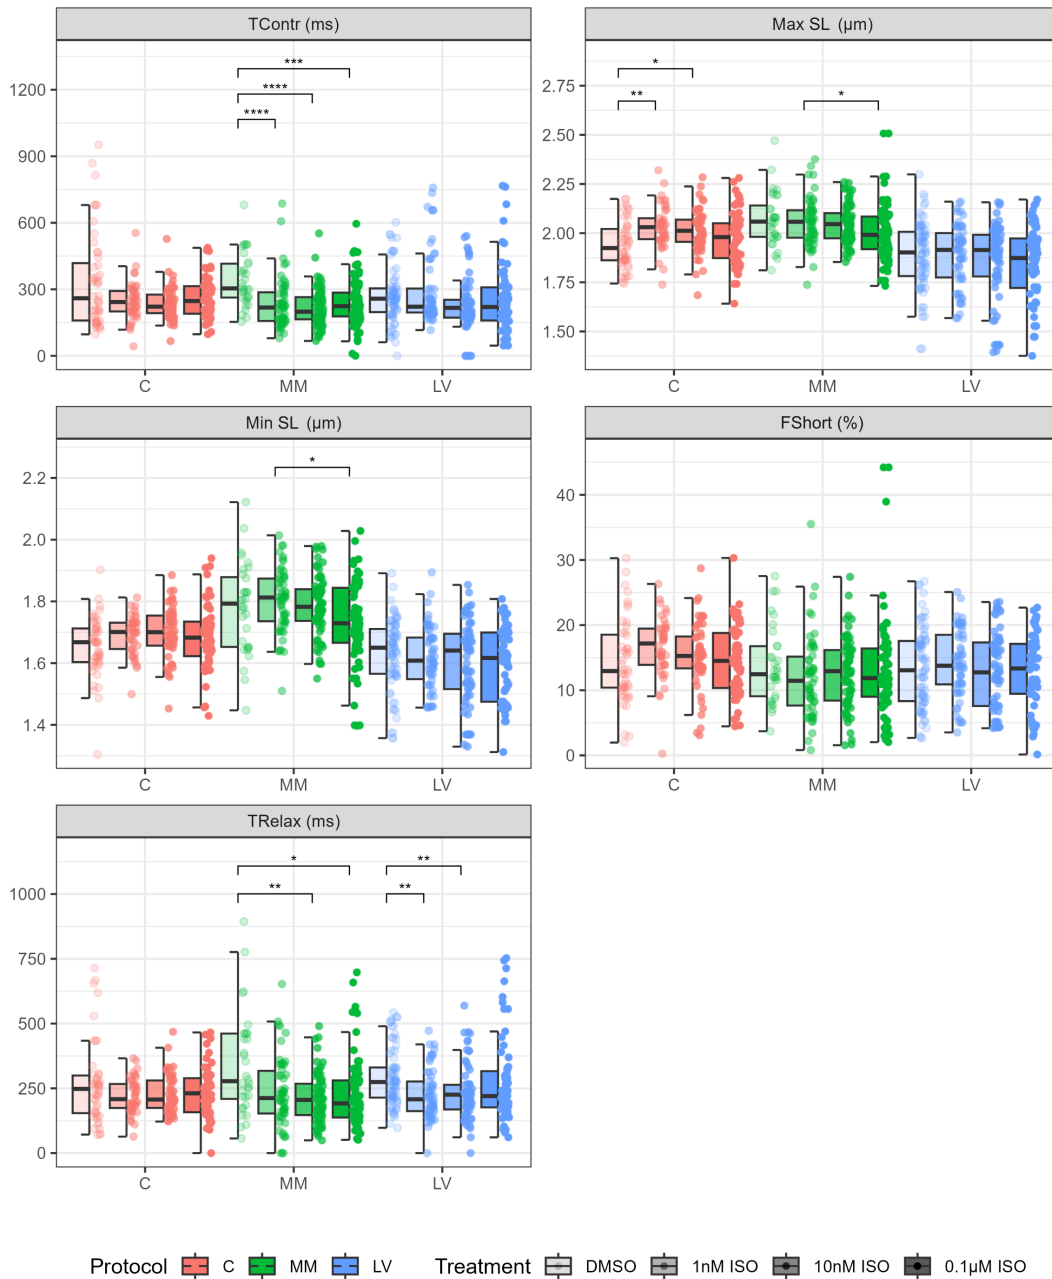 TContr (ms)
Max SL (μm)
1200
900
600
300
0
***
****
****
C
MM
LV
2.75
2.50
2.25
2.00
1.75
1.50
*
**
*
C
MM
LV
Min SL (μm)
FShort (%)
2.2
2.0
1.8
1.6
1.4
*
C
MM
LV
40
30
20
10
0
C
MM
LV
TRelax (ms)
1000
750
500
250
0
*
**
**
**
C
MM
LV
Protocol C MM LV Treatment DMSO 1nM ISO 10nM ISO 0.1μM ISO